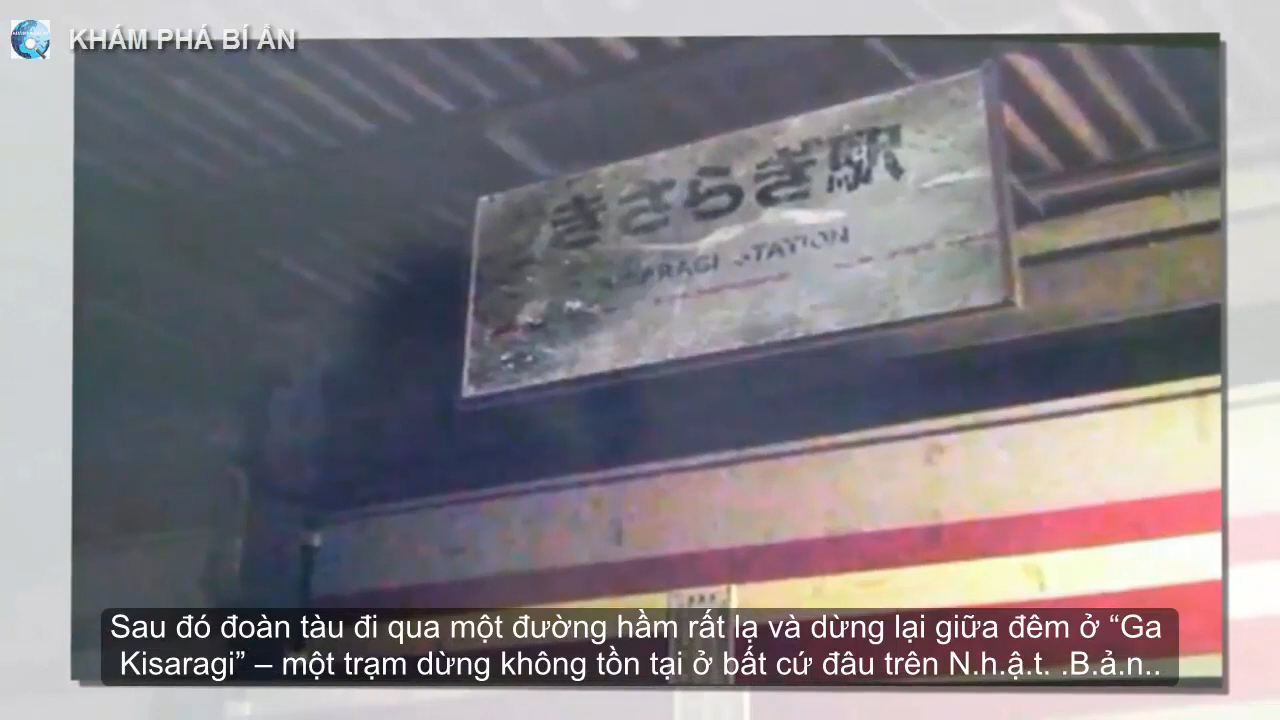 KHÁM PHÁ BÍ ẨN
きさらぎ駅
STATION
Sau đó đoàn tàu đi qua một đường hầm rất lạ và dừng lại giữa đêm ở “Ga
Kisaragi” – một trạm dừng không tồn tại ở bất cứ đâu trên N.h.ậ.t. .B.ả.n..